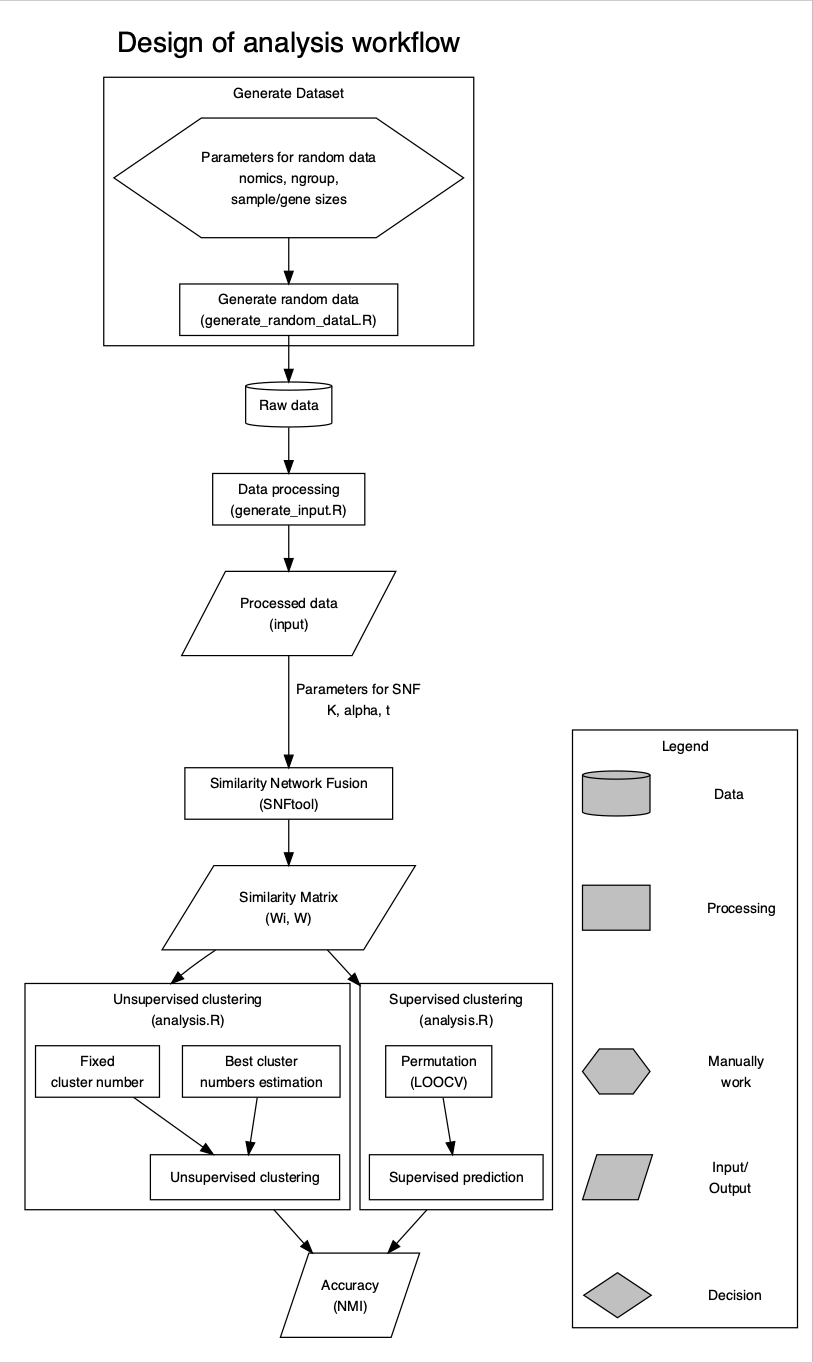 Design of analysis workflow
Generate Dataset
Parameters for random data
nomics, ngroup,
sample/gene sizes
Generate random data
(generate_random_dataL.R)
Raw data
Data processing
(generate_input.R)
Processed data
(input)
Parameters for SNF
K, alpha, t
Similarity Network Fusion
(SNFtool)
Similarity Matrix
(Wi, W)
Unsupervised clustering
(analysis.R)
Fixed
cluster number
Best cluster
numbers estimation
Unsupervised clustering
Supervised clustering
(analysis.R)
Permutation
(LOOCV)
Supervised prediction
Accuracy
(NMI)
Legend
Data
Processing
Manually
work
Input/
Output
Decision